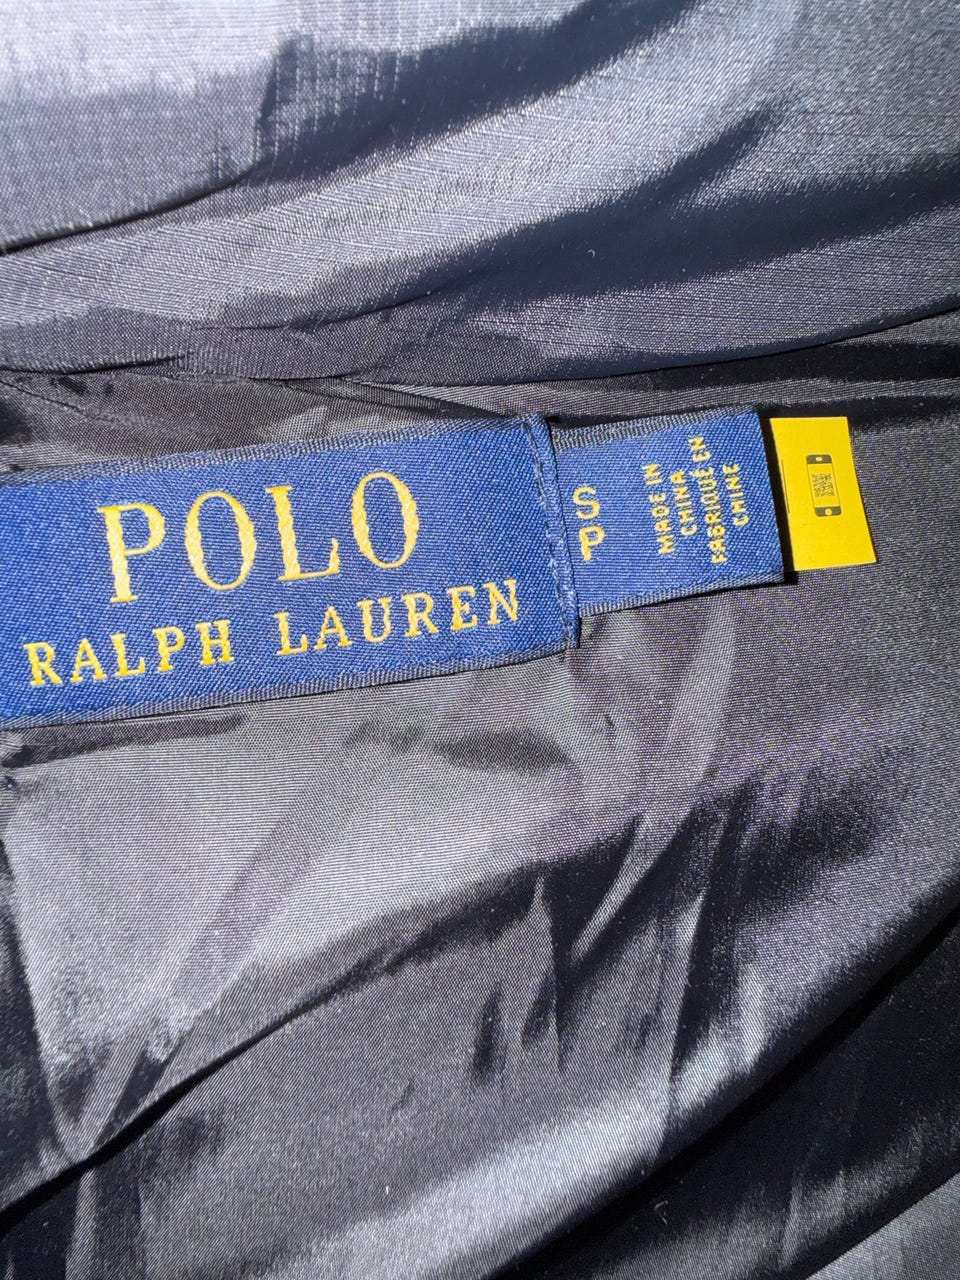 POLO
RALPH LAUREN
S
P
MADE IN
CHINA
FABRIQUÉ EN
CHINE